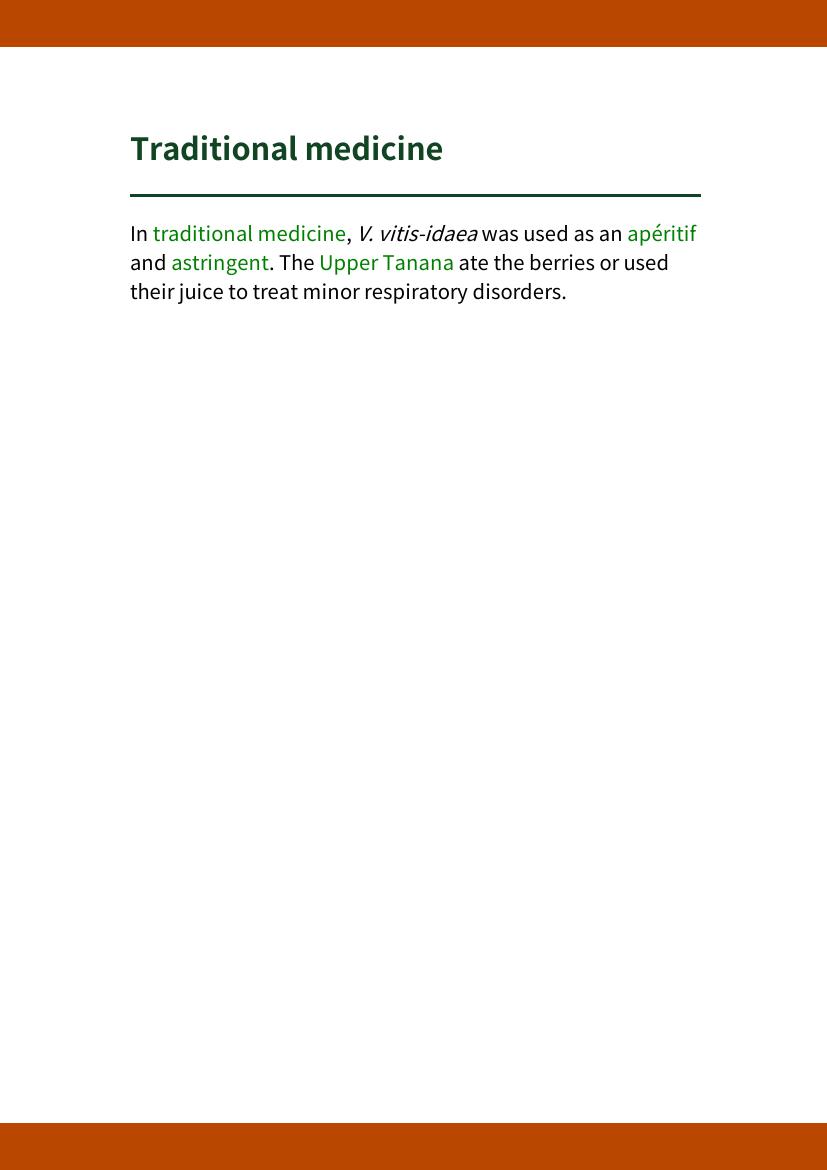 Traditional medicine
In traditional medicine, V. vitis-idaea was used as an apéritif
and astringent. The Upper Tanana ate the berries or used
their juice to treat minor respiratory disorders.